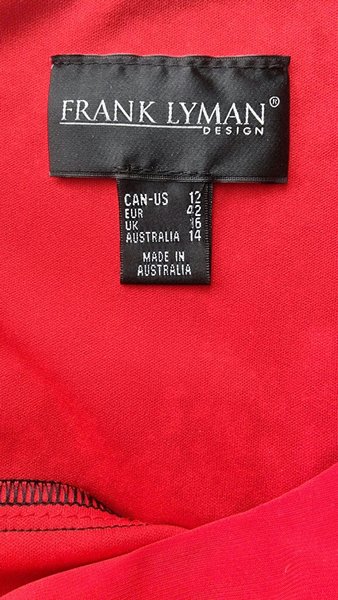 FRANK LYMAN®
DESIGN
CAN-US 12
EUR 42
UK 16
AUSTRALIA 14
MADE IN
AUSTRALIA